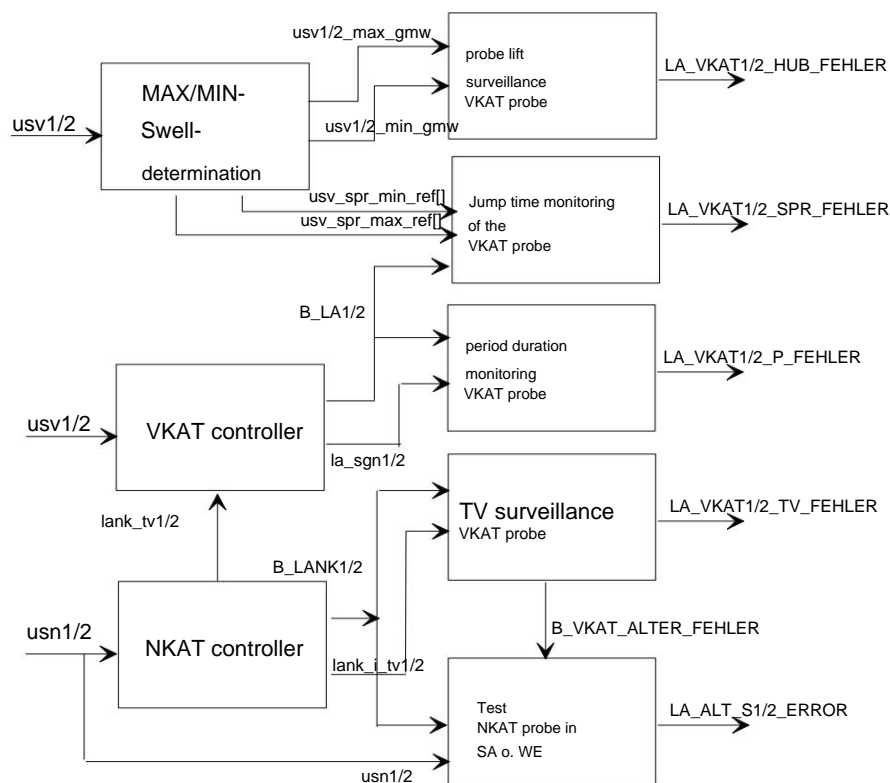 usv1/2_max_gmw
probe lift
surveillance
VKAT probe
LA_VKAT1/2_HUB_FEHLER
MAX/MIN-
Swell-
determination
usv1/2
usv1/2_min_gmw
usv_spr_min_ref[]
usv_spr_max_ref[]
Jump time monitoring
of the
VKAT probe
LA_VKAT1/2_SPR_FEHLER
B_LA1/2
period duration
monitoring
VKAT probe
LA_VKAT1/2_P_FEHLER
usv1/2
VKAT controller
la_sgn1/2
lank_tv1/2
TV surveillance
VKAT probe
LA_VKAT1/2_TV_FEHLER
B_LANK1/2
B_VKAT_ALTER_FEHLER
usn1/2
NKAT controller
lank_i_tv1/2
Test
NKAT probe in
SA o. WE
LA_ALT_S1/2_ERROR
usn1/2